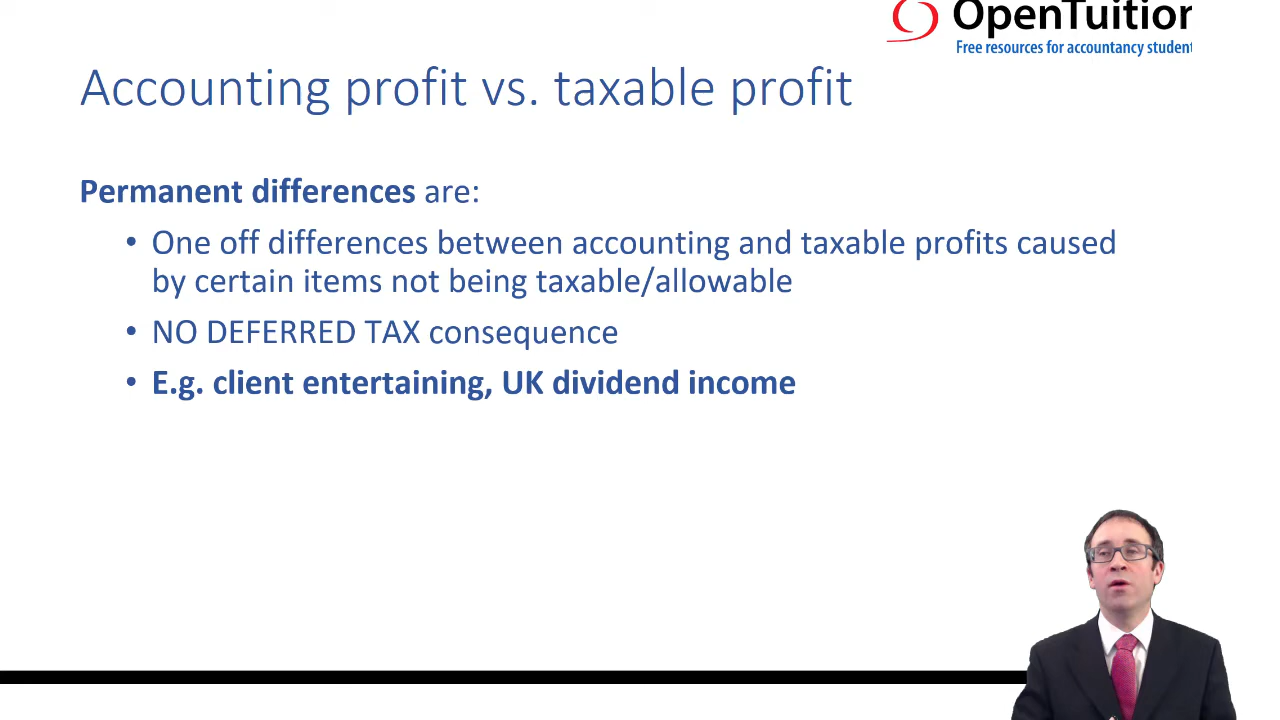 OpenTuition
Free resources for accountancy student
Accounting profit vs. taxable profit
Permanent differences are:
• One off differences between accounting and taxable profits caused
by certain items not being taxable/allowable
• NO DEFERRED TAX consequence
• E.g. client entertaining, UK dividend income